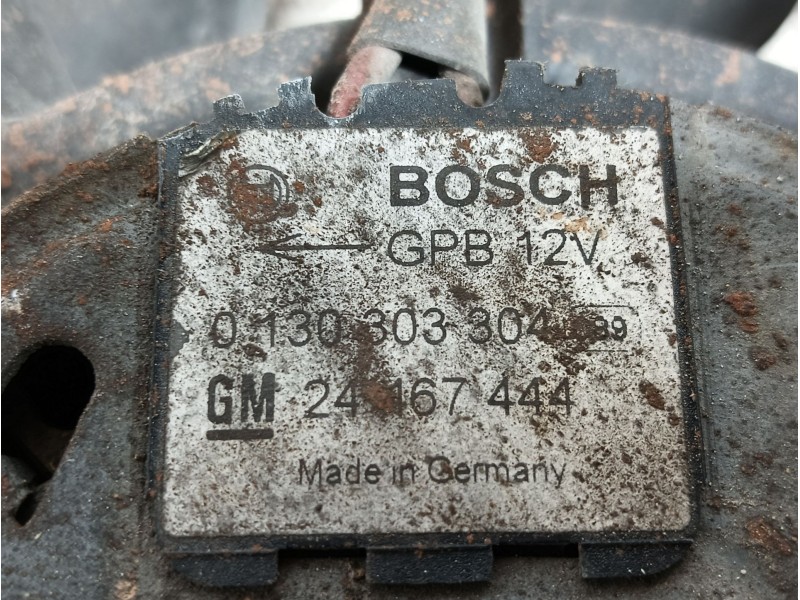 BOSCH
GPB 12V
0 130 303 304
GM 24 467 444
Made in Germany